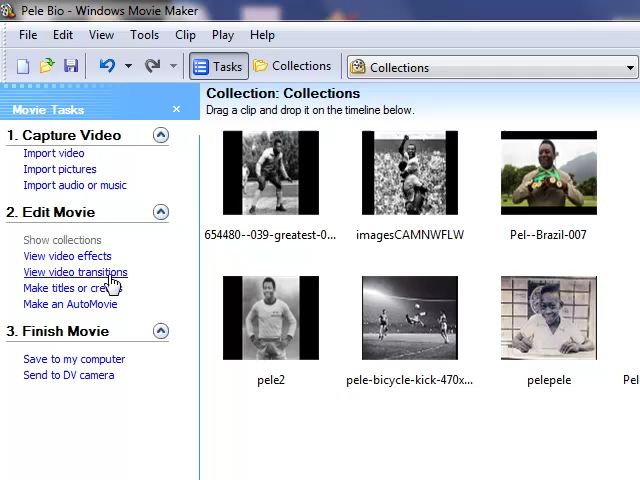 Pele Bio - Windows Movie Maker
File Edit View Tools Clip Play Help
Tasks Collections Collections
Movie Tasks
Collection: Collections
Drag a clip and drop it on the timeline below.
1. Capture Video
Import video
Import pictures
Import audio or music
2. Edit Movie
Show collections
View video effects
View video transitions
Make titles or cre
Make an AutoMovie
3. Finish Movie
Save to my computer
Send to DV camera
654480--039-greatest-0... imagesCAMNWFLW Pel--Brazil-007
pele2 pele-bicycle-kick-470x... pelepele Pel